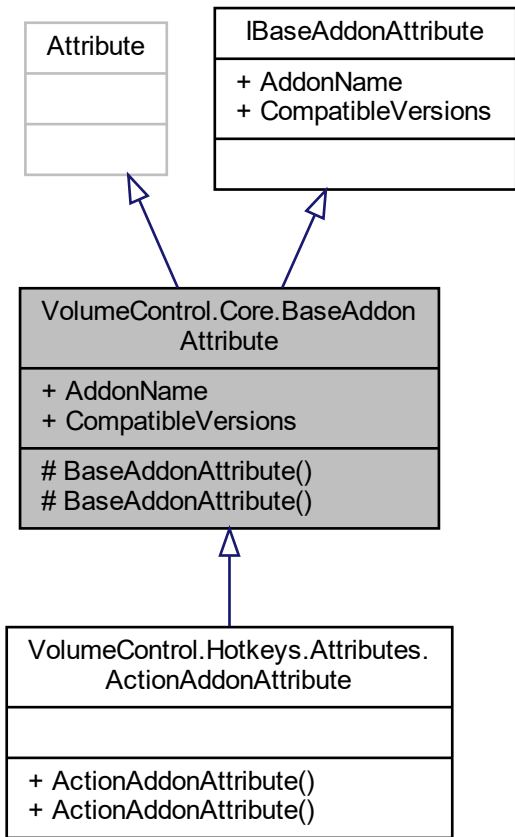 Attribute
IBaseAddonAttribute
+ AddonName
+ CompatibleVersions
VolumeControl.Core.BaseAddon
Attribute
+ AddonName
+ CompatibleVersions
# BaseAddonAttribute()
# BaseAddonAttribute()
VolumeControl.Hotkeys.Attributes.
ActionAddonAttribute
+ ActionAddonAttribute()
+ ActionAddonAttribute()